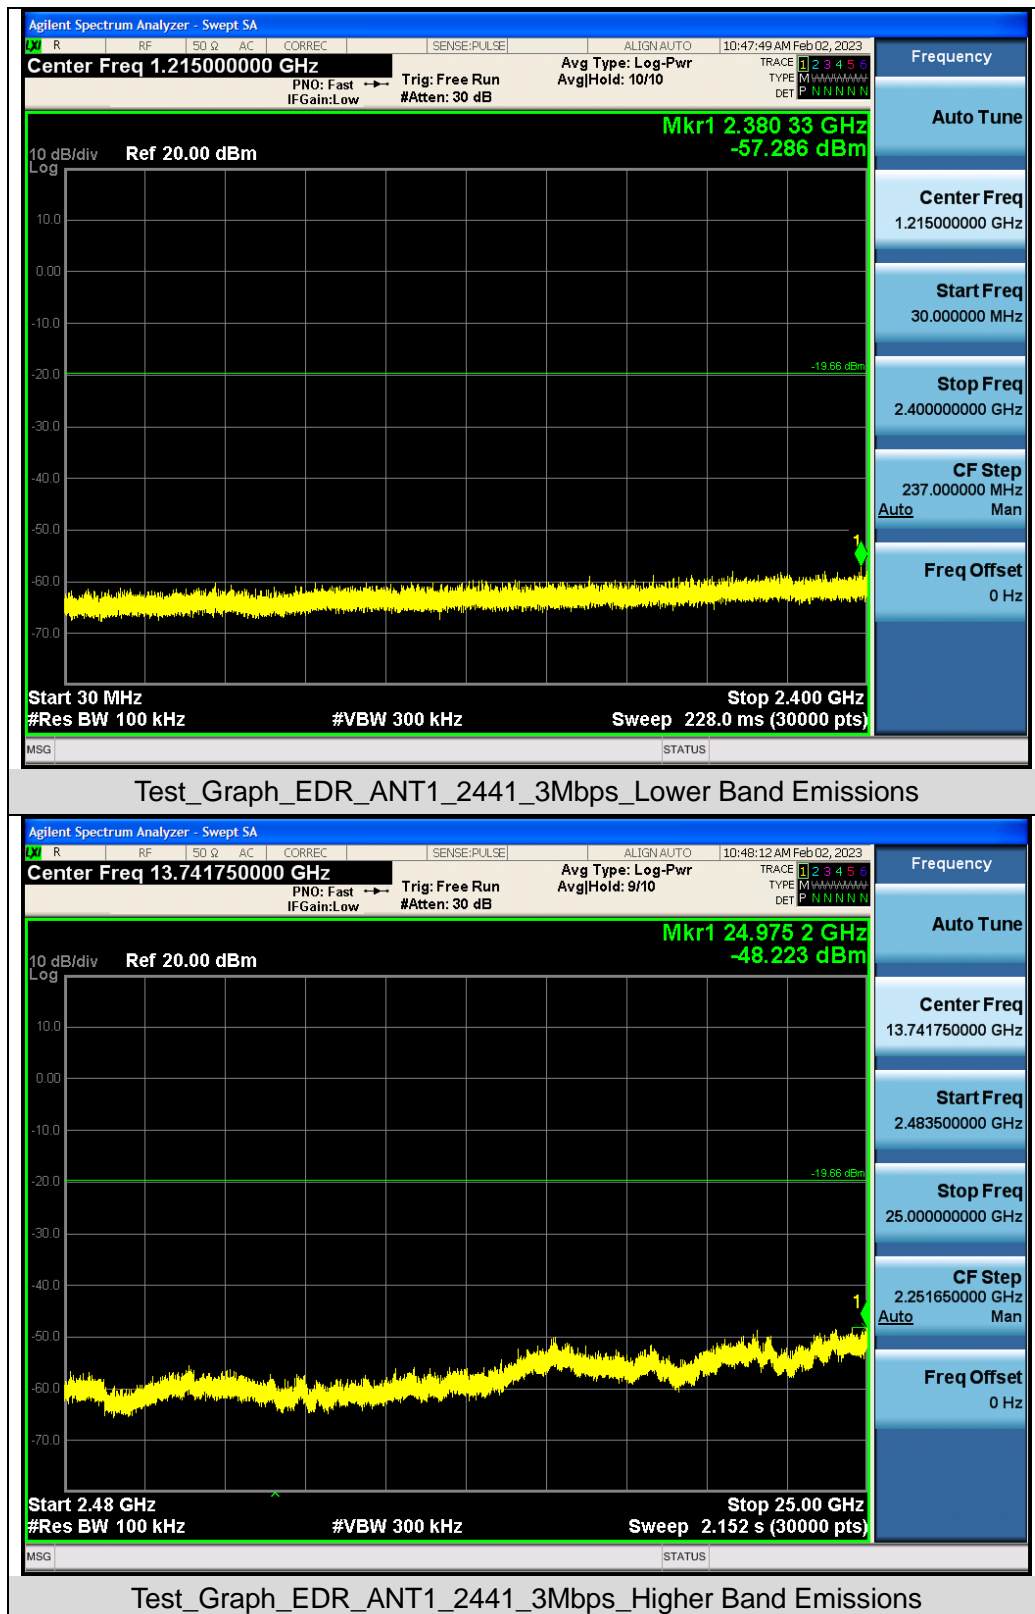 Agilent Spectrum Analyzer - Swept SA
LXI R RF 50 Ω AC CORREC SENSE:PULSE ALIGN AUTO 10:47:49 AM Feb 02, 2023
Center Freq 1.215000000 GHz
PNO: Fast
IFGain:Low
Trig: Free Run
#Atten: 30 dB
Avg Type: Log-Pwr
Avg|Hold: 10/10
TRACE 1 2 3 4 5 6
TYPE M
DET P N N N N N
Mkr1 2.380 33 GHz
-57.286 dBm
10 dB/div Ref 20.00 dBm
Log
10.0
0.00
-10.0
-20.0
-30.0
-40.0
-50.0
-60.0
-70.0
-19.66 dBm
1
Start 30 MHz Stop 2.400 GHz
#Res BW 100 kHz #VBW 300 kHz Sweep 228.0 ms (30000 pts)
MSG STATUS
Frequency
Auto Tune
Center Freq
1.215000000 GHz
Start Freq
30.000000 MHz
Stop Freq
2.400000000 GHz
CF Step
237.000000 MHz
Auto Man
Freq Offset
0 Hz
Test_Graph_EDR_ANT1_2441_3Mbps_Lower Band Emissions
Agilent Spectrum Analyzer - Swept SA
LXI R RF 50 Ω AC CORREC SENSE:PULSE ALIGN AUTO 10:48:12 AM Feb 02, 2023
Center Freq 13.741750000 GHz
PNO: Fast
IFGain:Low
Trig: Free Run
#Atten: 30 dB
Avg Type: Log-Pwr
Avg|Hold: 9/10
TRACE 1 2 3 4 5 6
TYPE M
DET P N N N N N
Mkr1 24.975 2 GHz
-48.223 dBm
10 dB/div Ref 20.00 dBm
Log
10.0
0.00
-10.0
-20.0
-30.0
-40.0
-50.0
-60.0
-70.0
-19.66 dBm
1
Start 2.48 GHz Stop 25.00 GHz
#Res BW 100 kHz #VBW 300 kHz Sweep 2.152 s (30000 pts)
MSG STATUS
Frequency
Auto Tune
Center Freq
13.741750000 GHz
Start Freq
2.483500000 GHz
Stop Freq
25.000000000 GHz
CF Step
2.251650000 GHz
Auto Man
Freq Offset
0 Hz
Test_Graph_EDR_ANT1_2441_3Mbps_Higher Band Emissions